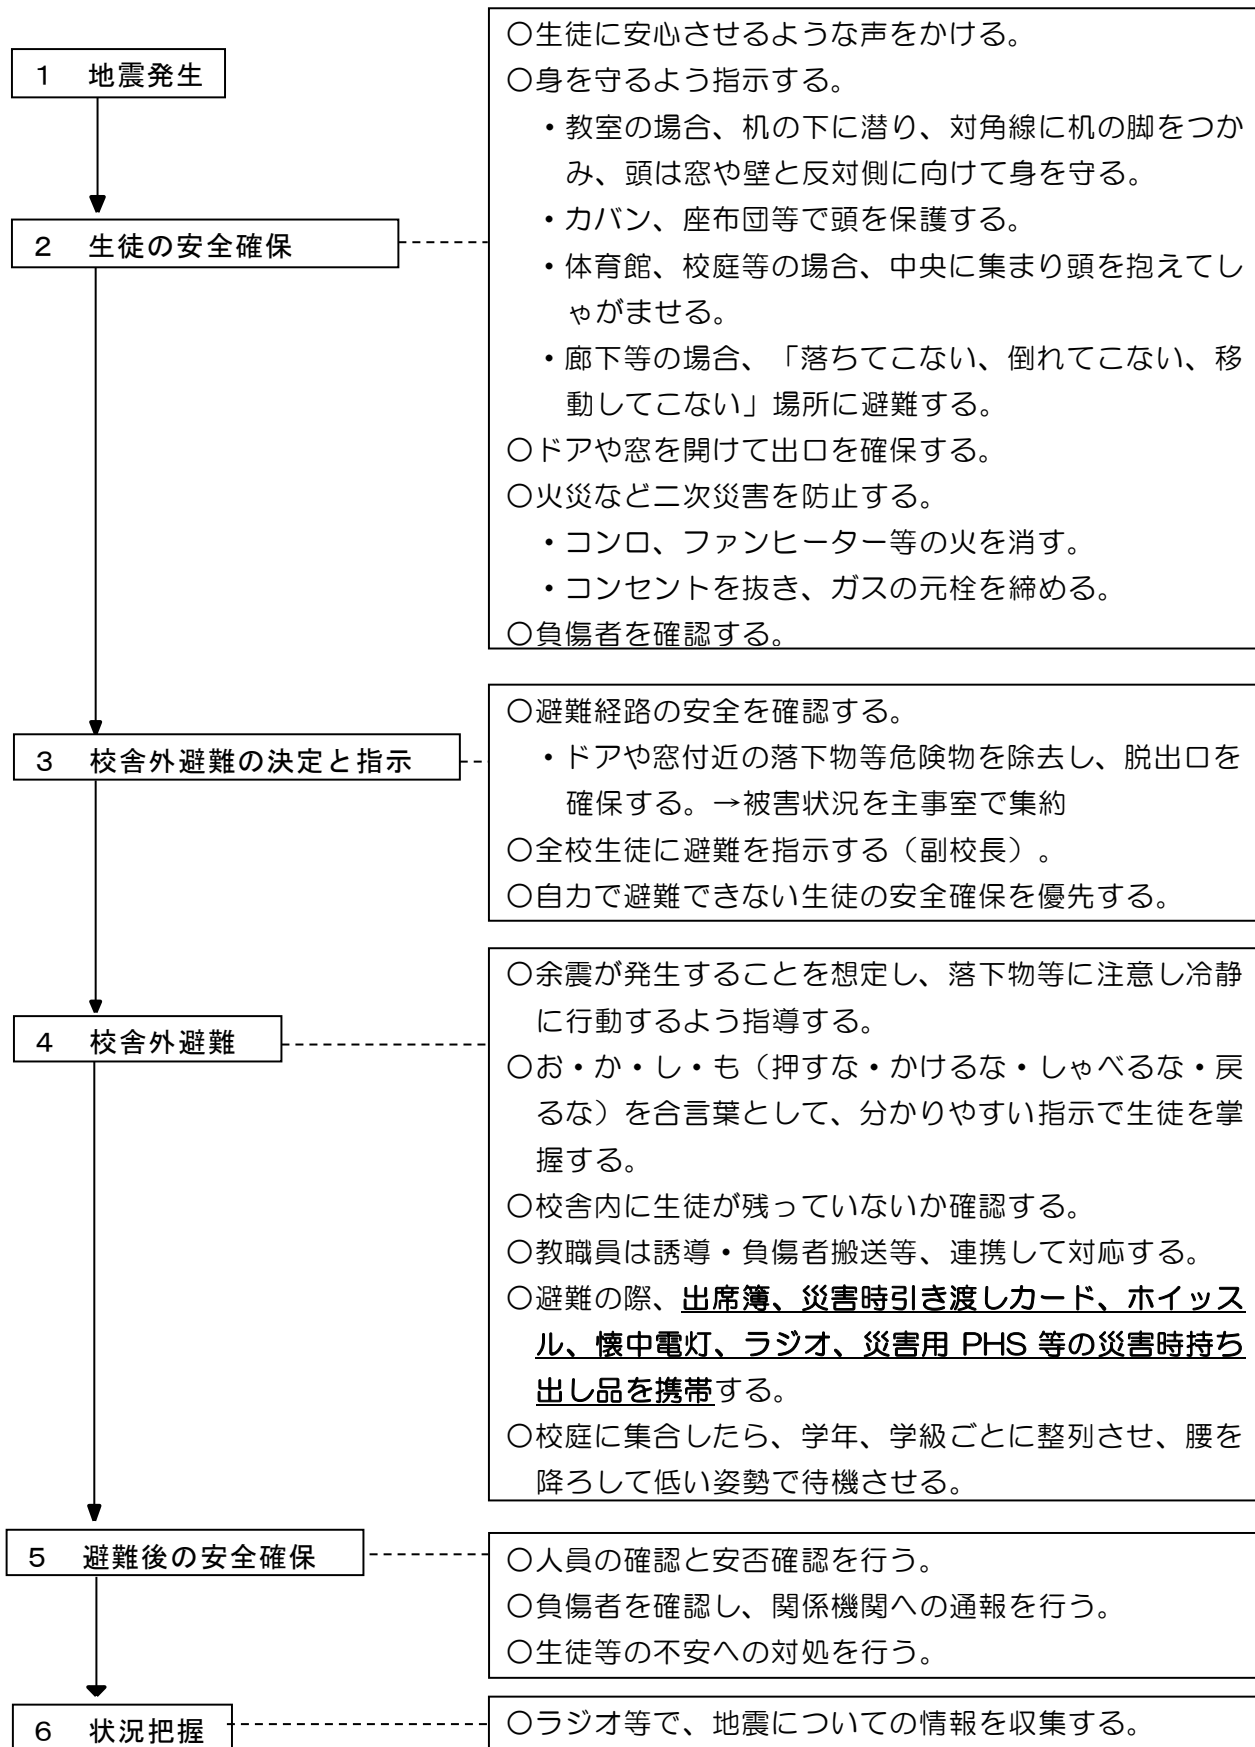 1　地震発生
○生徒に安心させるような声をかける。
○身を守るよう指示する。
・教室の場合、机の下に潜り、対角線に机の脚をつか
み、頭は窓や壁と反対側に向けて身を守る。
・カバン、座布団等で頭を保護する。
・体育館、校庭等の場合、中央に集まり頭を抱えてし
ゃがませる。
・廊下等の場合、「落ちてこない、倒れてこない、移
動してこない」場所に避難する。
○ドアや窓を開けて出口を確保する。
○火災など二次災害を防止する。
・コンロ、ファンヒーター等の火を消す。
・コンセントを抜き、ガスの元栓を締める。
○負傷者を確認する。
2　生徒の安全確保
3　校舎外避難の決定と指示
○避難経路の安全を確認する。
・ドアや窓付近の落下物等危険物を除去し、脱出口を
確保する。→被害状況を主事室で集約
○全校生徒に避難を指示する（副校長）。
○自力で避難できない生徒の安全確保を優先する。
4　校舎外避難
○余震が発生することを想定し、落下物等に注意し冷静
に行動するよう指導する。
○お・か・し・も（押すな・かけるな・しゃべるな・戻
るな）を合言葉として、分かりやすい指示で生徒を掌
握する。
○校舎内に生徒が残っていないか確認する。
○教職員は誘導・負傷者搬送等、連携して対応する。
○避難の際、出席簿、災害時引き渡しカード、ホイッス
ル、懐中電灯、ラジオ、災害用 PHS 等の災害時持ち
出し品を携帯する。
○校庭に集合したら、学年、学級ごとに整列させ、腰を
降ろして低い姿勢で待機させる。
5　避難後の安全確保
○人員の確認と安否確認を行う。
○負傷者を確認し、関係機関への通報を行う。
○生徒等の不安への対処を行う。
6　状況把握
○ラジオ等で、地震についての情報を収集する。